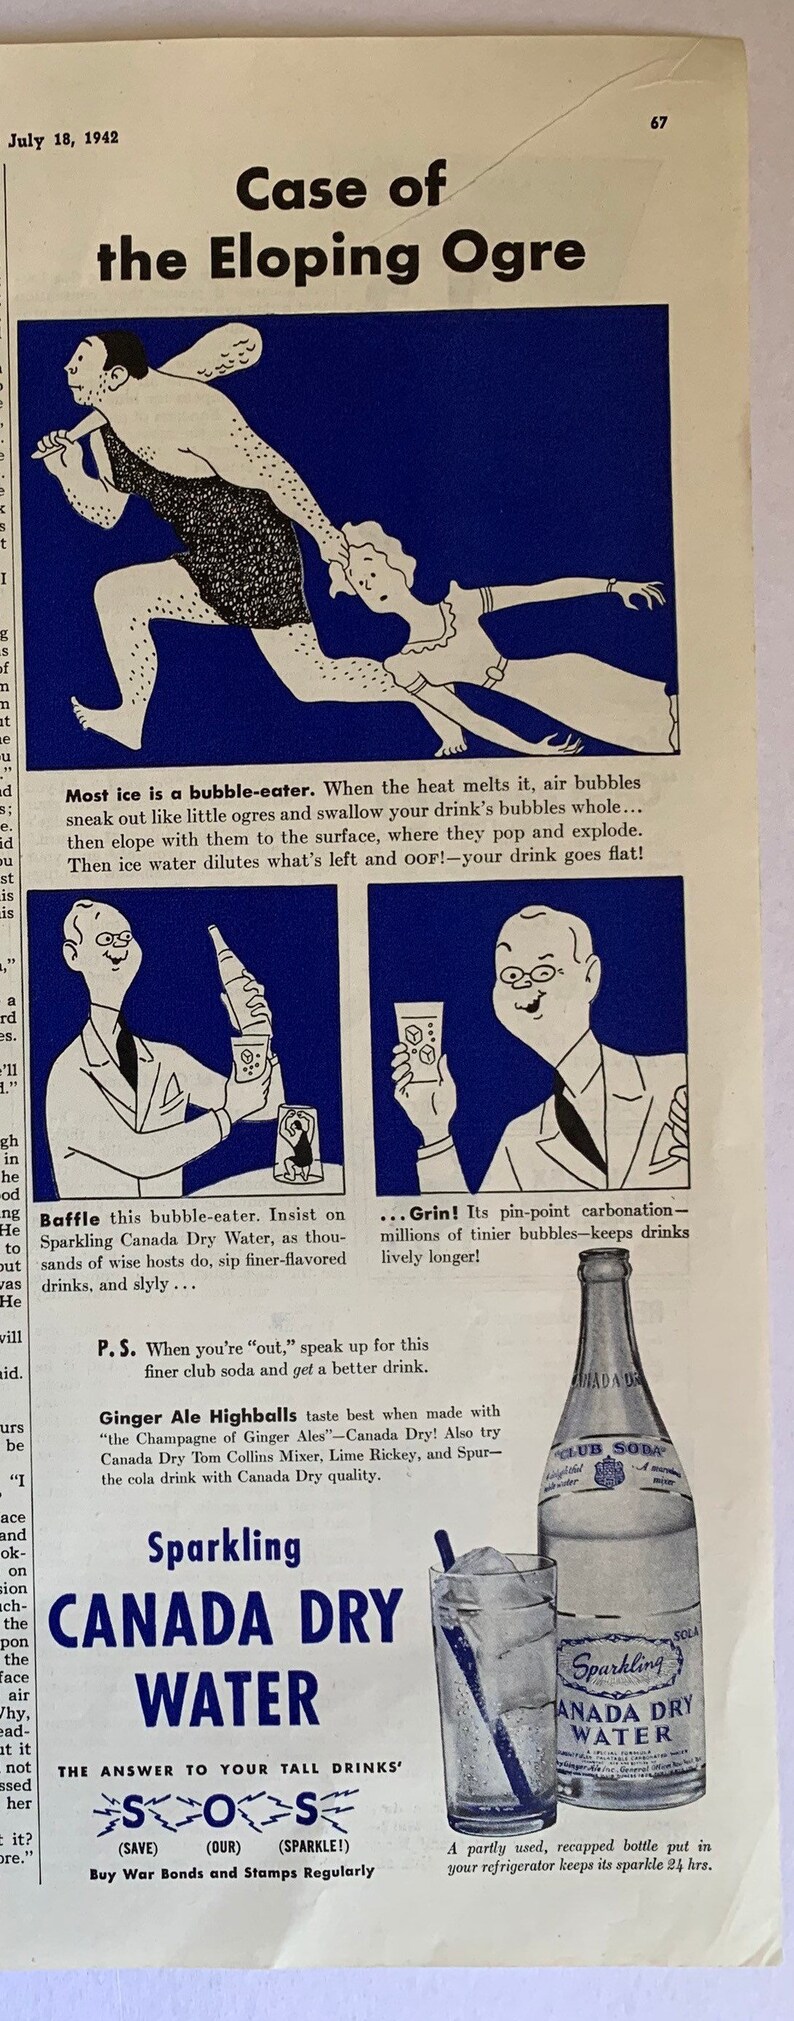 July 18, 1942
67
Case of
the Eloping Ogre
Most ice is a bubble-eater. When the heat melts it, air bubbles
sneak out like little ogres and swallow your drink's bubbles whole...
then elope with them to the surface, where they pop and explode.
Then ice water dilutes what's left and OOF!—your drink goes flat!
Baffle this bubble-eater. Insist on
Sparkling Canada Dry Water, as thou-
sands of wise hosts do, sip finer-flavored
drinks, and slyly ...
...Grin! Its pin-point carbonation—
millions of tinier bubbles—keeps drinks
lively longer!
P. S. When you're "out," speak up for this
finer club soda and get a better drink.
Ginger Ale Highballs taste best when made with
"the Champagne of Ginger Ales"—Canada Dry! Also try
Canada Dry Tom Collins Mixer, Lime Rickey, and Spur—
the cola drink with Canada Dry quality.
Sparkling
CANADA DRY
WATER
THE ANSWER TO YOUR TALL DRINKS'
S O S
(SAVE) (OUR) (SPARKLE!)
Buy War Bonds and Stamps Regularly
"CLUB SODA"
A marvelous
mixer
SODA
Sparkling
ANADA DRY
WATER
A SPECIAL FORMULA
A partly used, recapped bottle put in
your refrigerator keeps its sparkle 24 hrs.